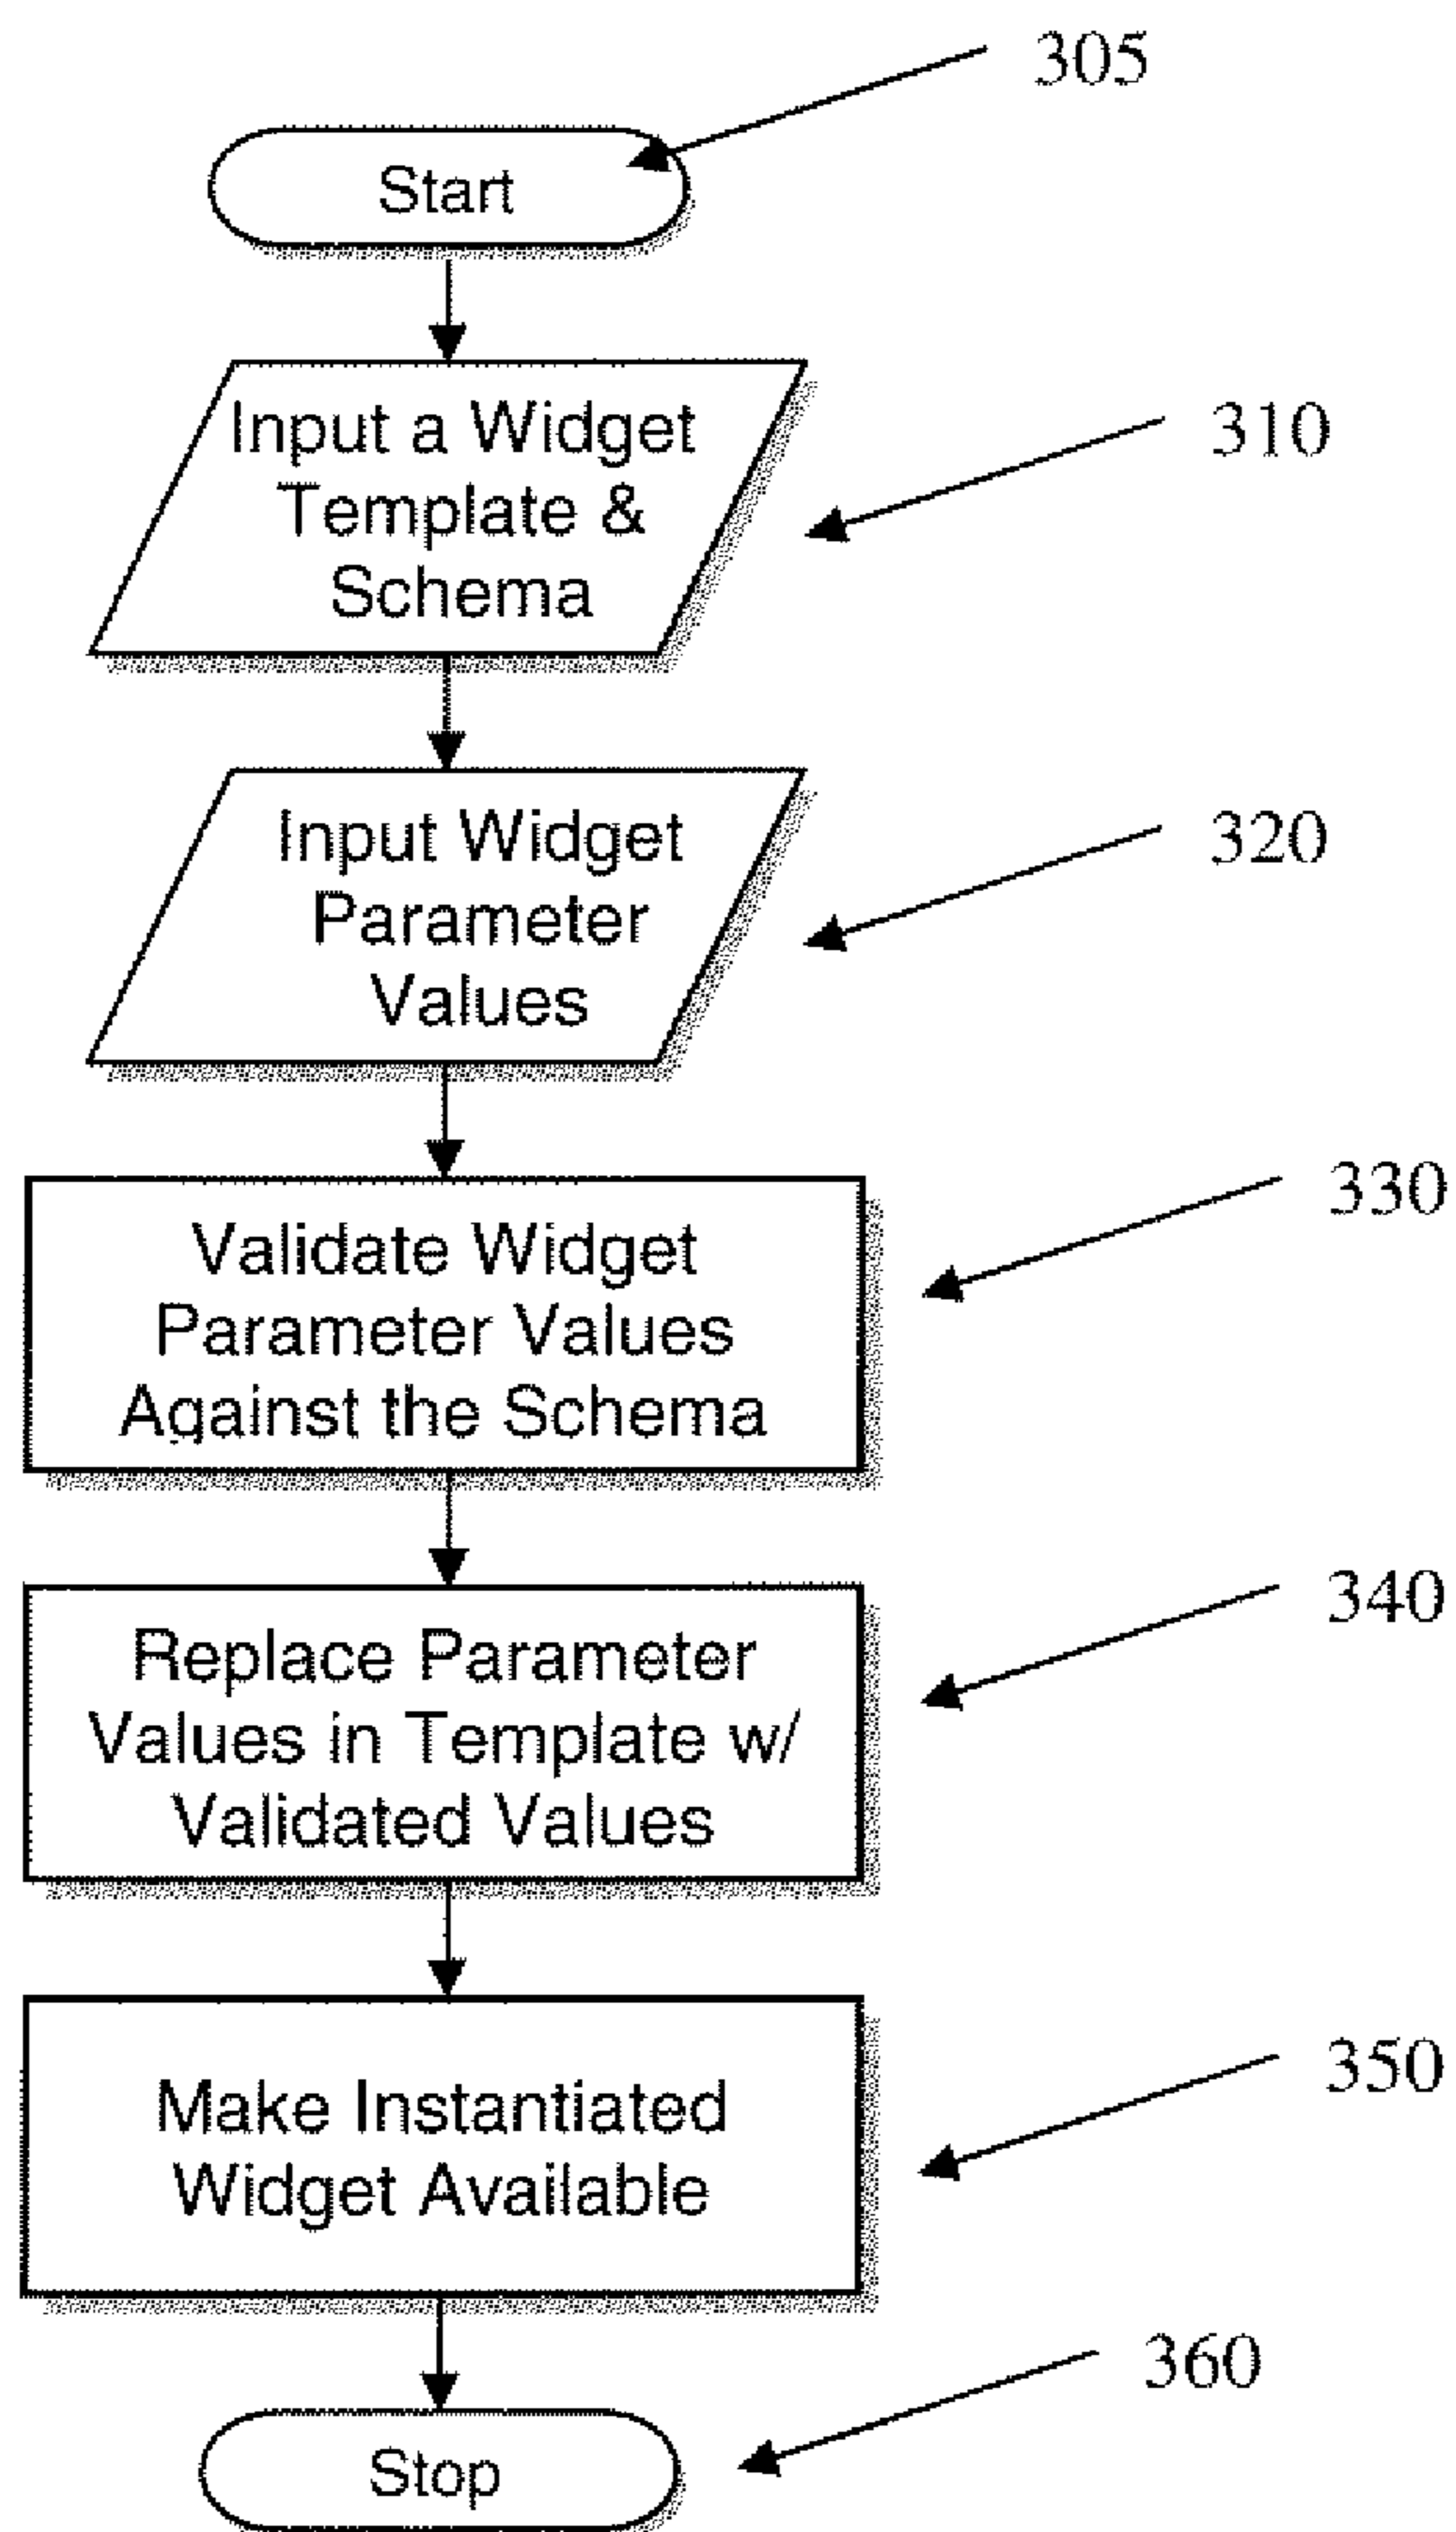 305
Start
Input a Widget
Template &
Schema
310
Input Widget
Parameter
Values
320
Validate Widget
Parameter Values
Against the Schema
330
Replace Parameter
Values in Template w/
Validated Values
340
Make Instantiated
Widget Available
350
360
Stop